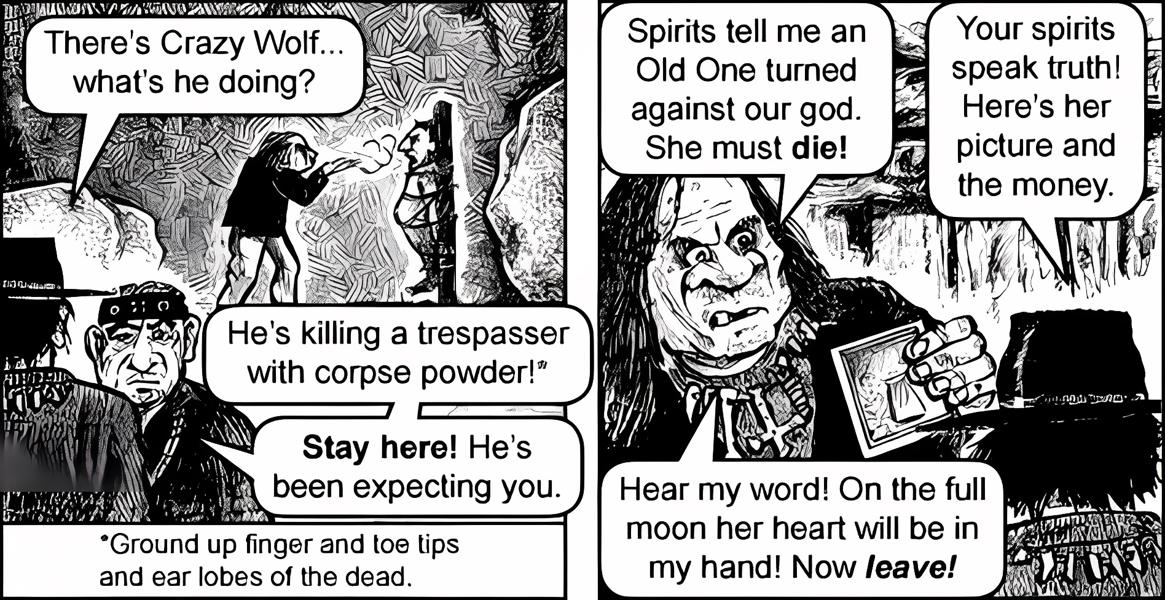 There's Crazy Wolf...
what's he doing?
He's killing a trespasser
with corpse powder!*
Stay here! He's
been expecting you.
*Ground up finger and toe tips
and ear lobes of the dead.
Spirits tell me an
Old One turned
against our god.
She must die!
Your spirits
speak truth!
Here's her
picture and
the money.
Hear my word! On the full
moon her heart will be in
my hand! Now leave!